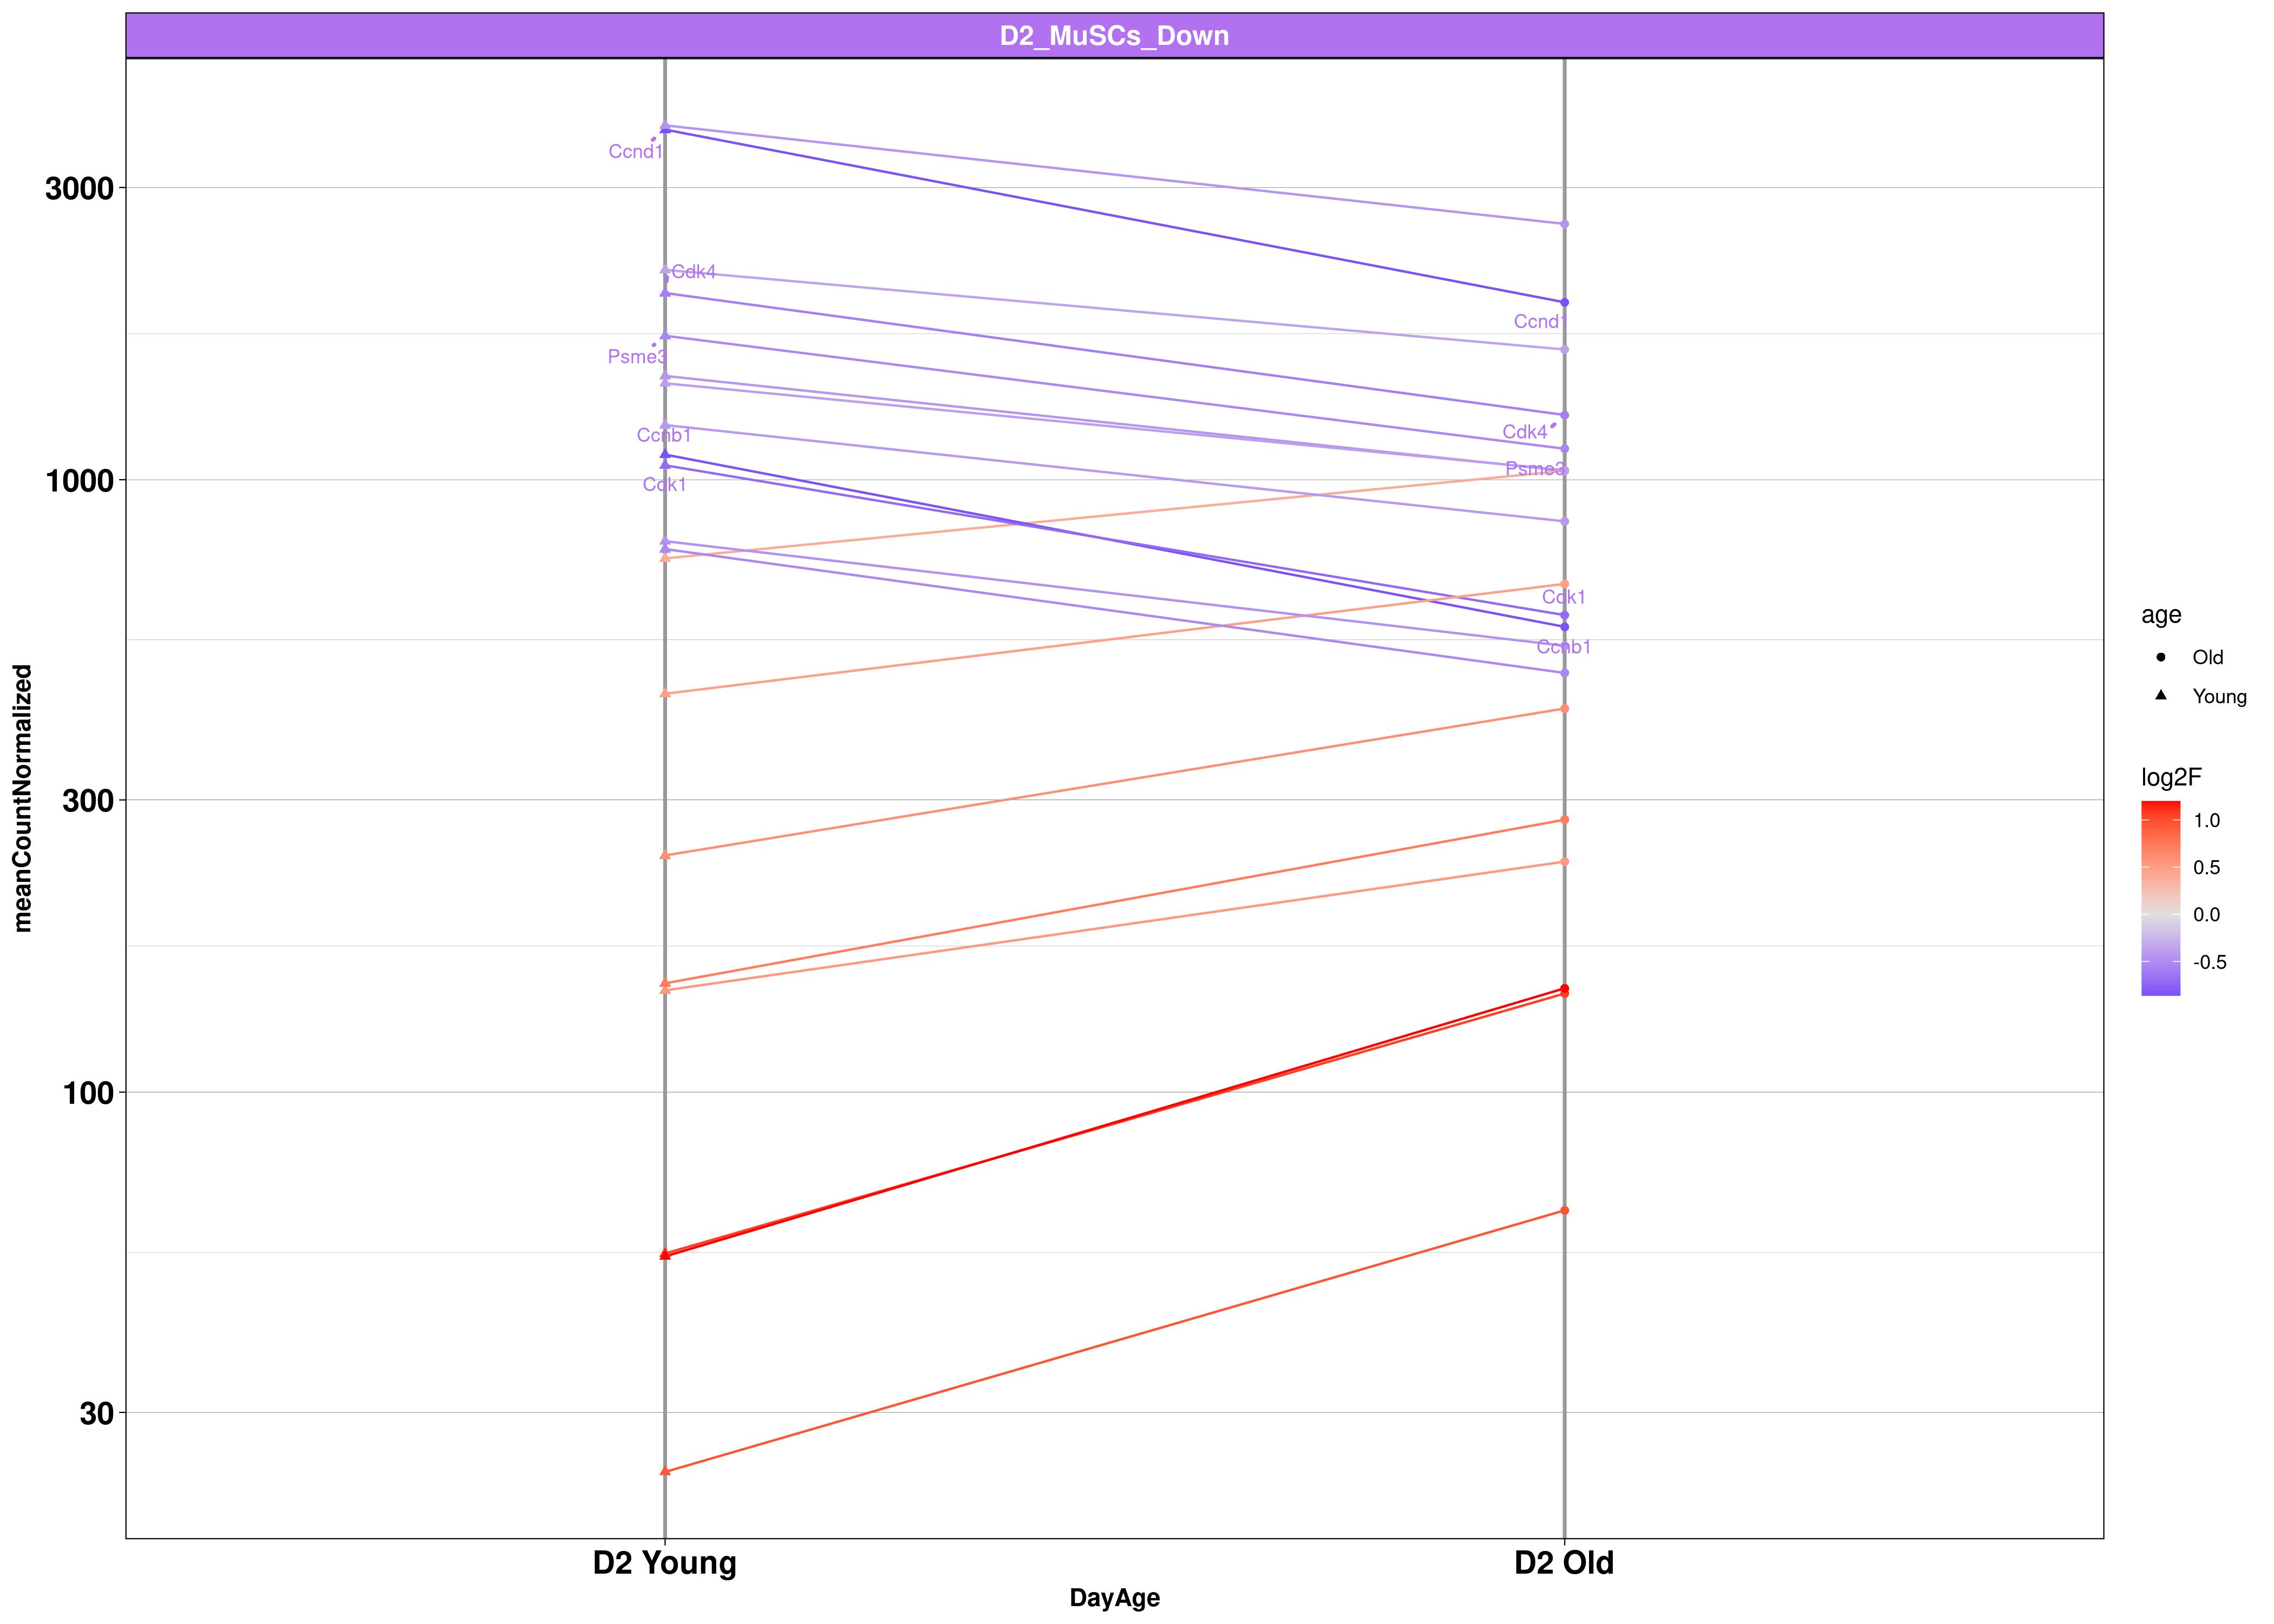 D2_MuSCs_Down
meanCountNormalized
3000
1000
300
100
30
Ccnd1
Cdk4
Psme3
Ccnb1
Cdk1
Ccnd1
Cdk4
Psme3
Cdk1
Ccnb1
D2 Young
D2 Old
DayAge
age
Old
Young
log2F
1.0
0.5
0.0
-0.5